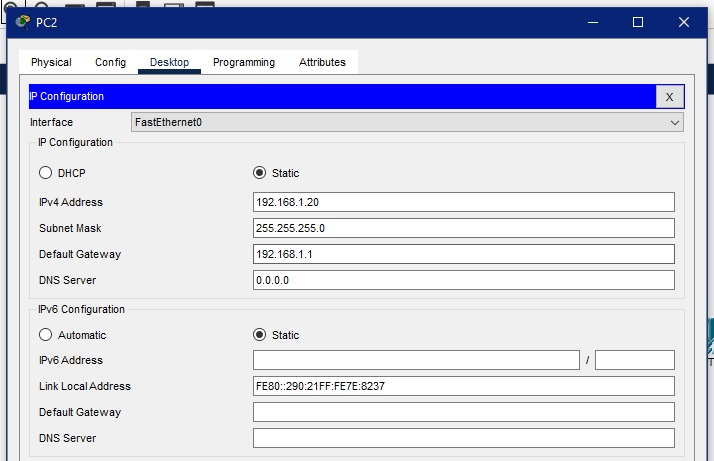 PC2
Physical Config Desktop Programming Attributes
IP Configuration X
Interface FastEthernet0
IP Configuration
DHCP Static
IPv4 Address 192.168.1.20
Subnet Mask 255.255.255.0
Default Gateway 192.168.1.1
DNS Server 0.0.0.0
IPv6 Configuration
Automatic Static
IPv6 Address /
Link Local Address FE80::290:21FF:FE7E:8237
Default Gateway
DNS Server
T